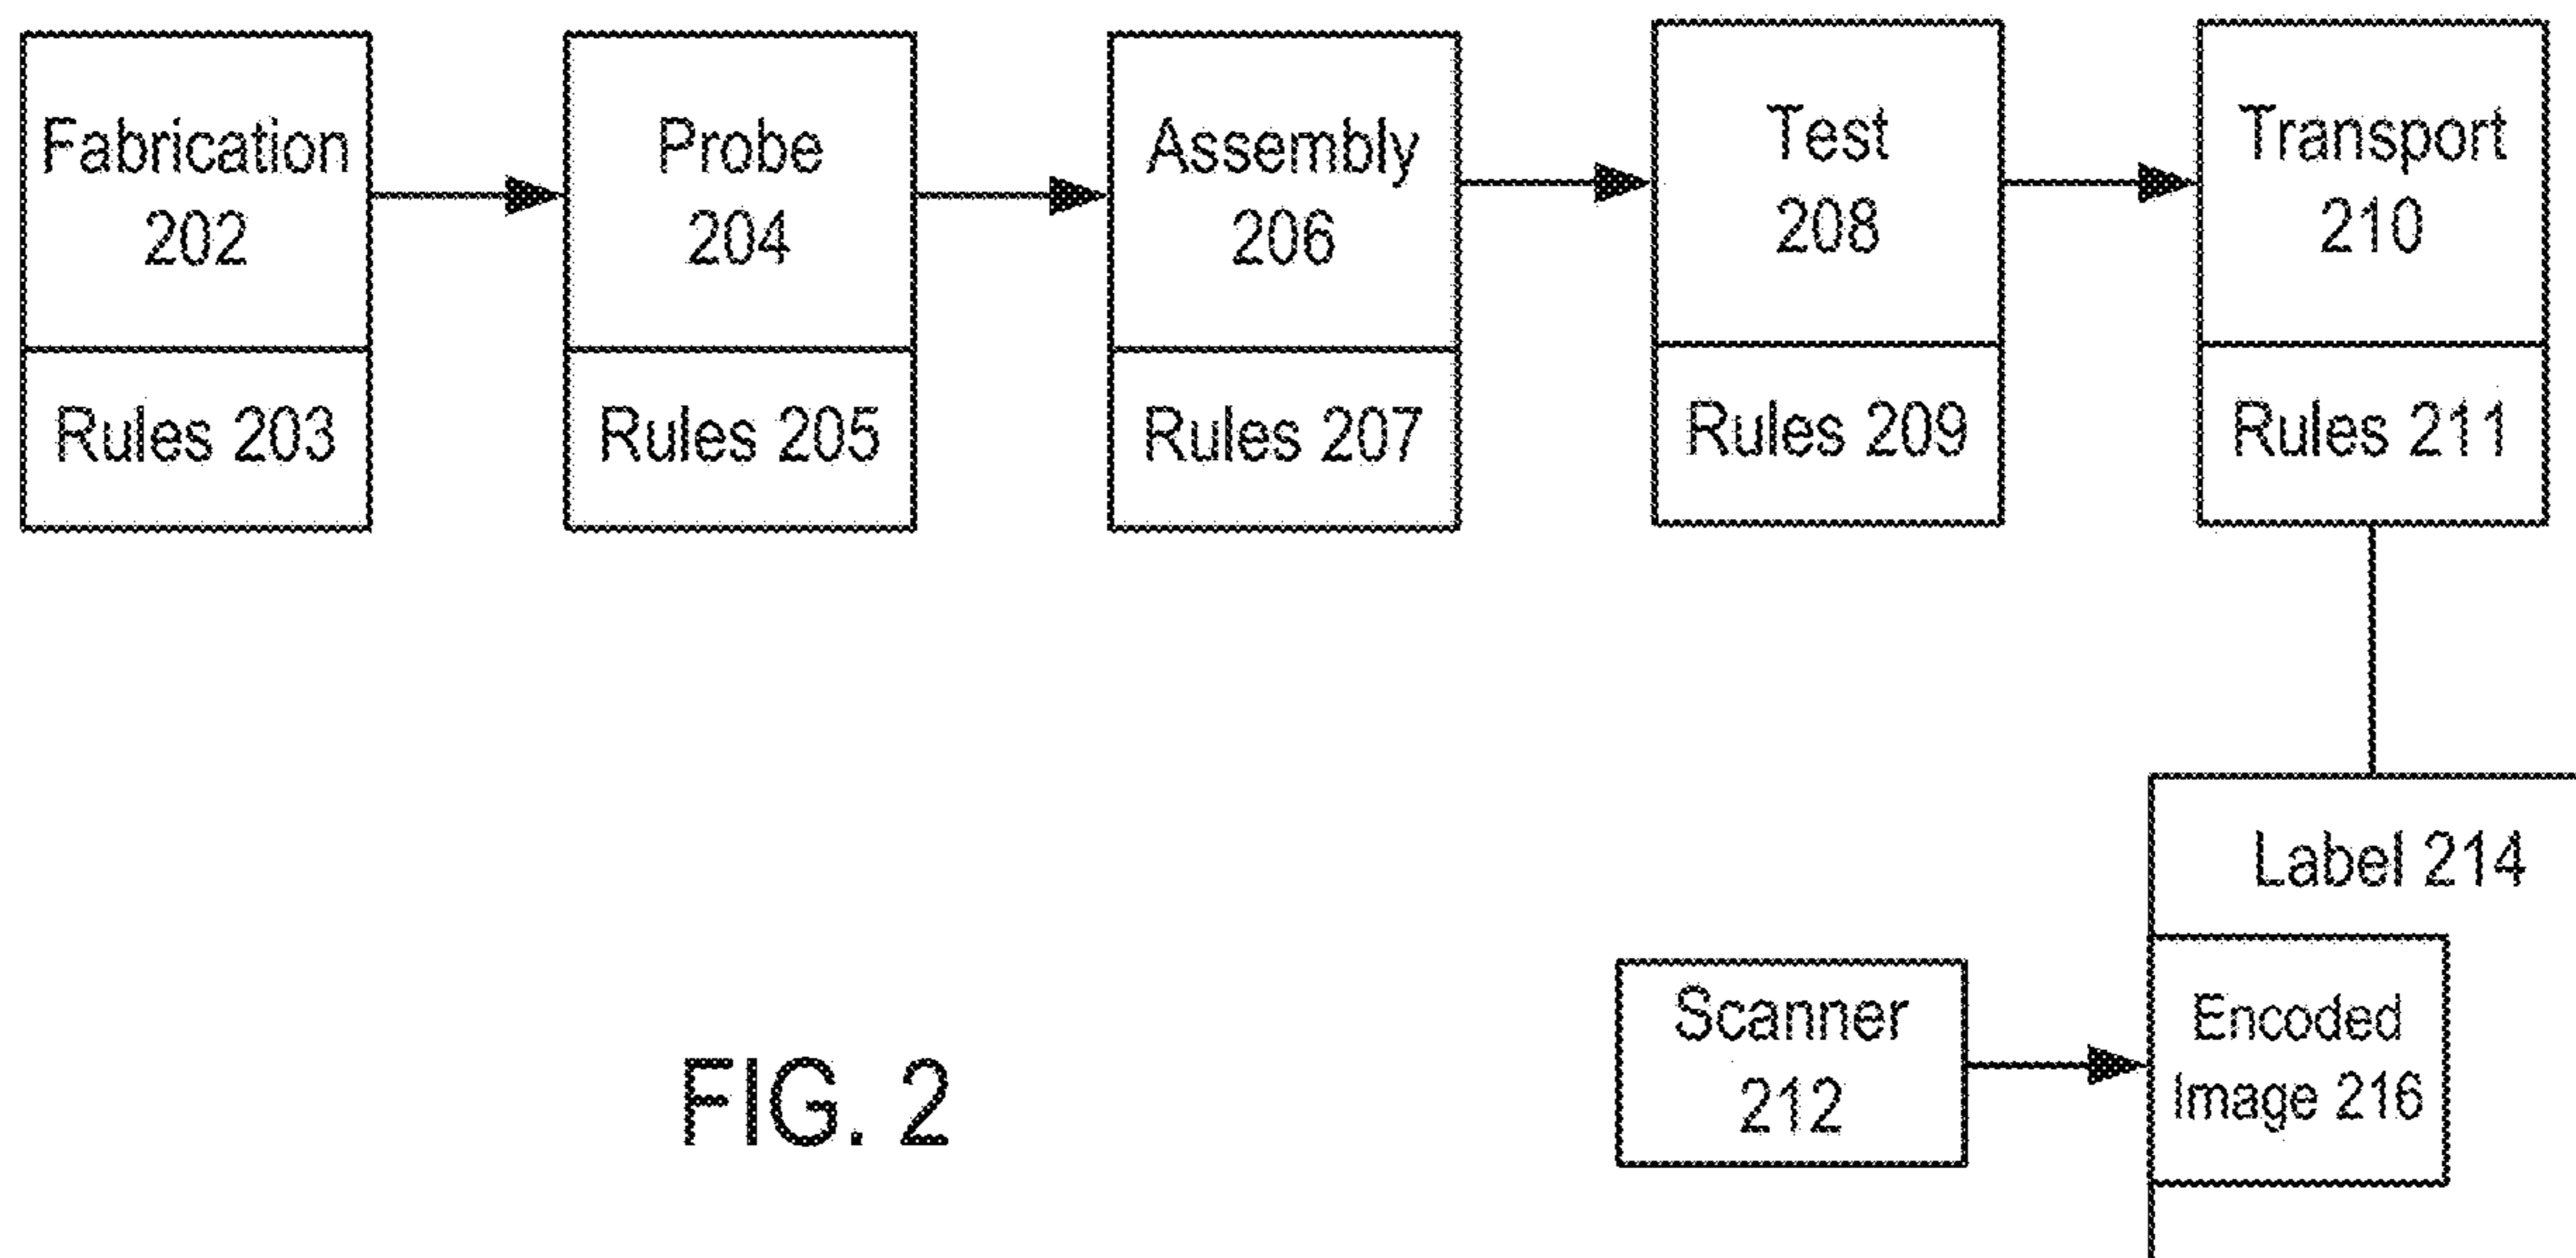 Fabrication
202
Rules 203
Probe
204
Rules 205
Assembly
206
Rules 207
Test
208
Rules 209
Transport
210
Rules 211
Label 214
Encoded
Image 216
Scanner
212
FIG. 2